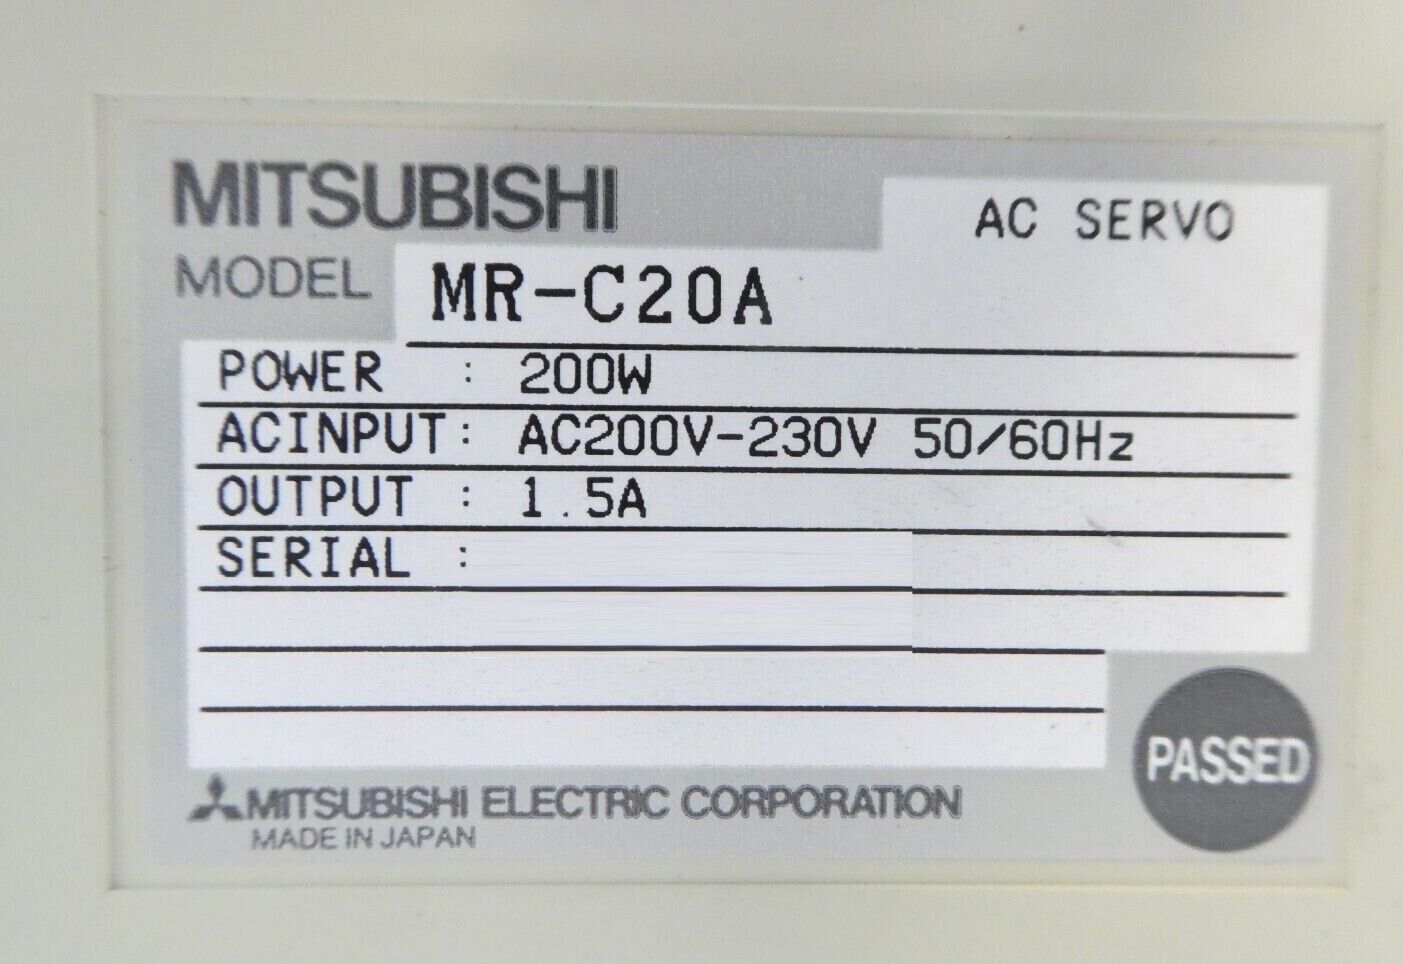 MITSUBISHI
AC SERVO
MODEL MR-C20A
POWER : 200W
ACINPUT: AC200V-230V 50/60Hz
OUTPUT : 1.5A
SERIAL :
PASSED
MITSUBISHI ELECTRIC CORPORATION
MADE IN JAPAN